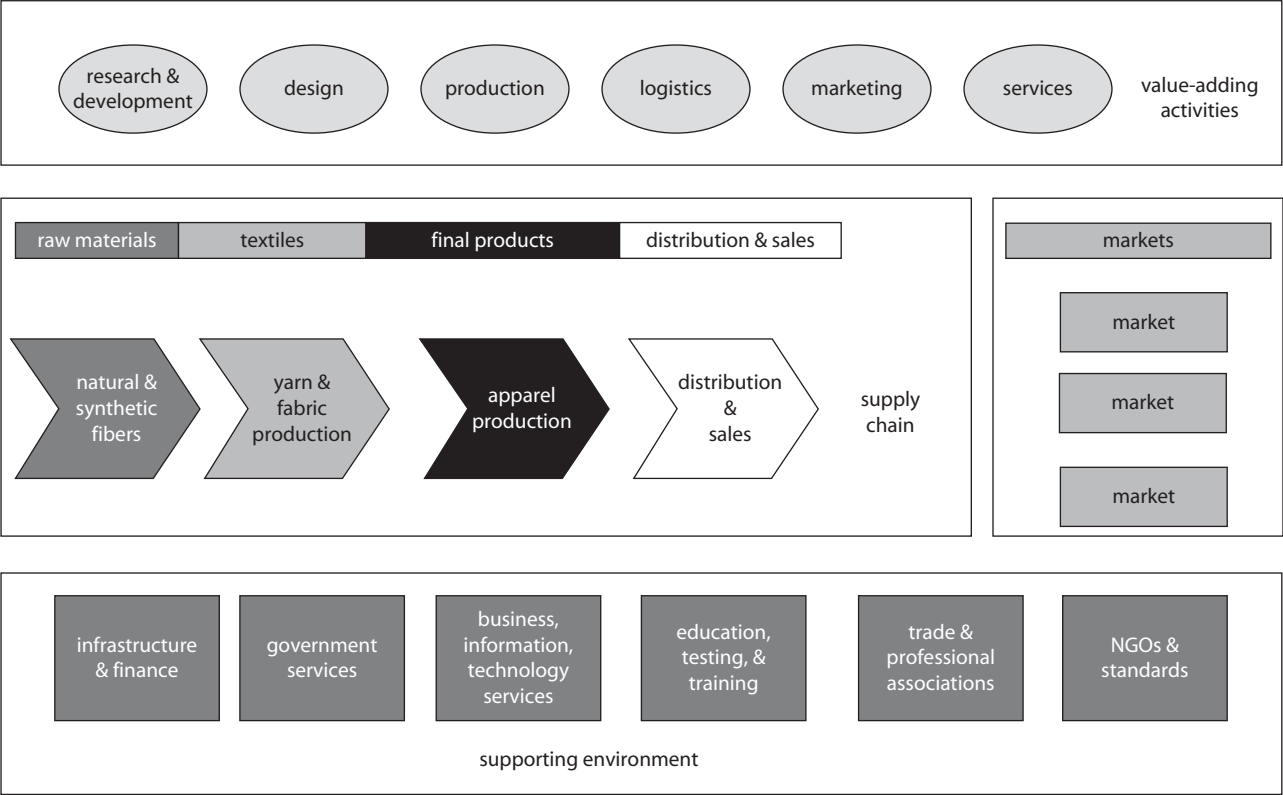 research &
development
design
production
logistics
marketing
services
value-adding
activities
raw materials
textiles
final products
distribution & sales
markets
natural &
synthetic
fibers
yarn &
fabric
production
apparel
production
distribution
&
sales
supply
chain
market
market
market
infrastructure
& finance
government
services
business,
information,
technology
services
education,
testing, &
training
trade &
professional
associations
NGOs &
standards
supporting environment